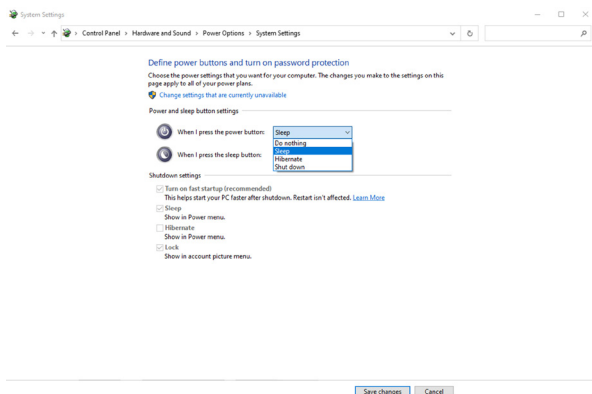 System Settings
Control Panel > Hardware and Sound > Power Options > System Settings
Define power buttons and turn on password protection
Choose the power settings that you want for your computer. The changes you make to the settings on this
page apply to all of your power plans.
Change settings that are currently unavailable
Power and sleep button settings
When I press the power button: Sleep
Do nothing
Sleep
Hibernate
Shut down
When I press the sleep button:
Shutdown settings
Turn on fast startup (recommended)
This helps start your PC faster after shutdown. Restart isn't affected. Learn More
Sleep
Show in Power menu.
Hibernate
Show in Power menu.
Lock
Show in account picture menu.
Save changes Cancel